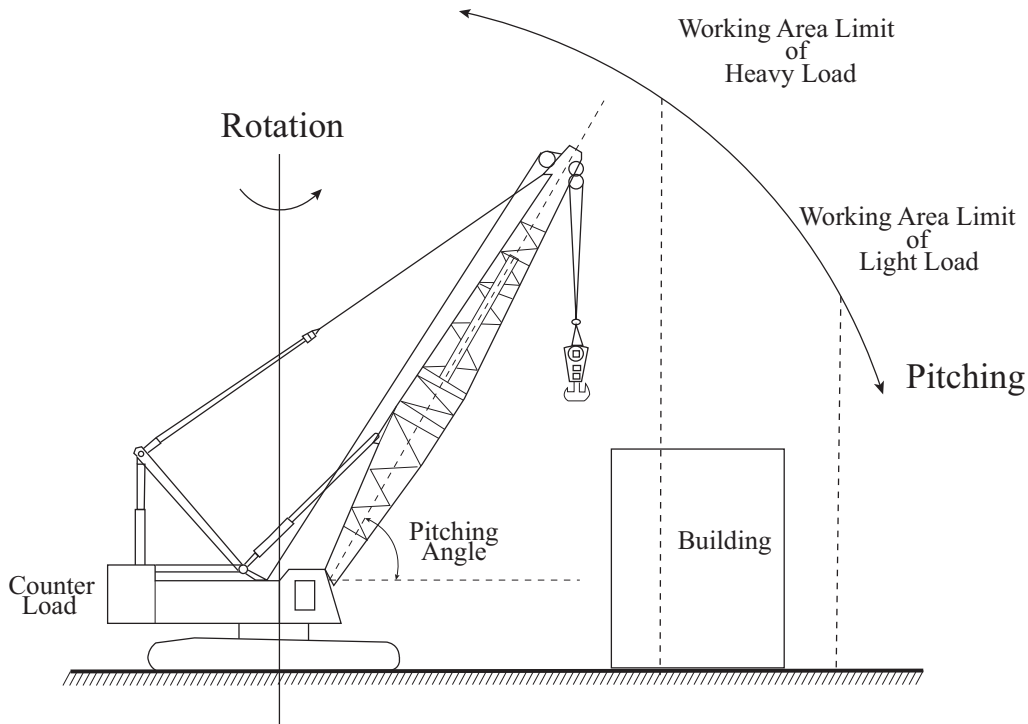 Working Area Limit
of
Heavy Load
Rotation
Working Area Limit
of
Light Load
Pitching
Pitching
Angle
Building
Counter
Load